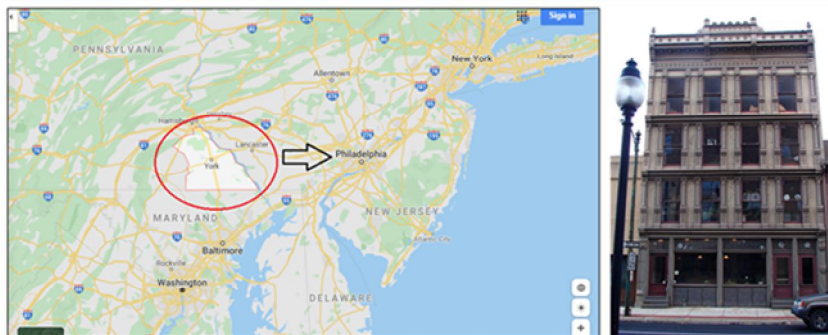 Sign in
PENNSYLVANIA
New York
Long Island
Allentown
Harrisburg
Lancaster
York
Philadelphia
MARYLAND
NEW JERSEY
Atlantic City
Baltimore
Rockville
Washington
DELAWARE